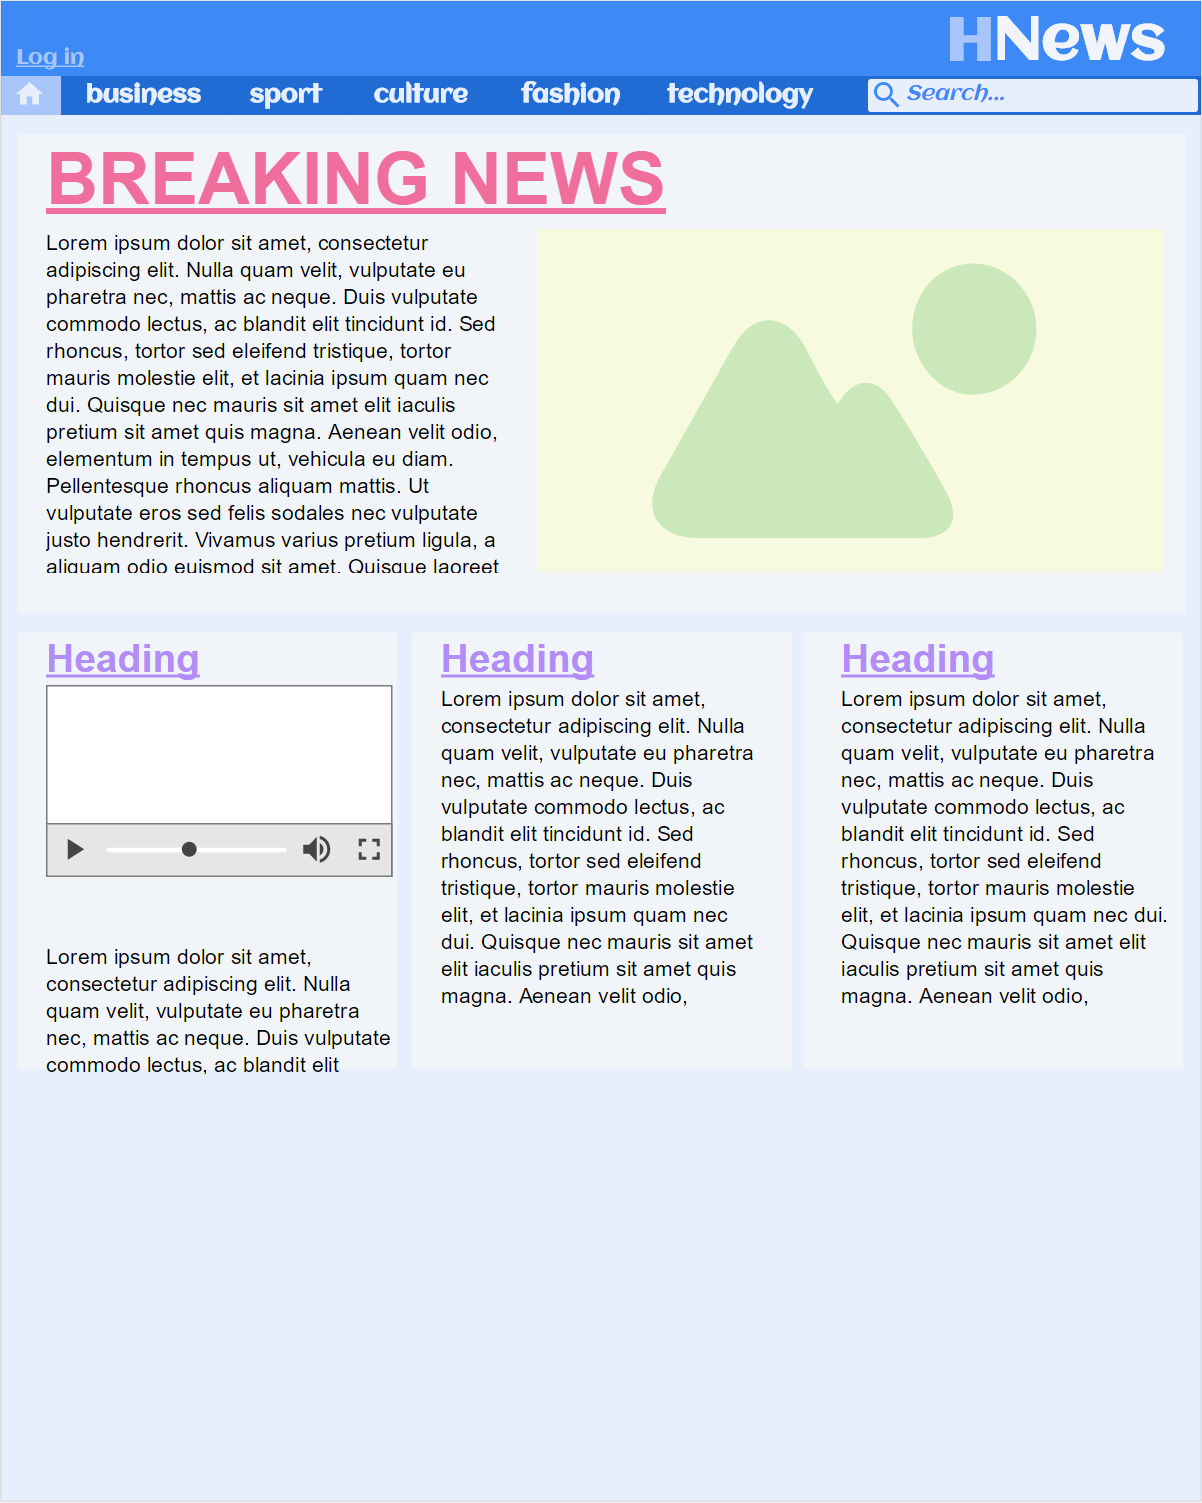 HNews
Log in
business sport culture fashion technology Search...
BREAKING NEWS
Lorem ipsum dolor sit amet, consectetur
adipiscing elit. Nulla quam velit, vulputate eu
pharetra nec, mattis ac neque. Duis vulputate
commodo lectus, ac blandit elit tincidunt id. Sed
rhoncus, tortor sed eleifend tristique, tortor
mauris molestie elit, et lacinia ipsum quam nec
dui. Quisque nec mauris sit amet elit iaculis
pretium sit amet quis magna. Aenean velit odio,
elementum in tempus ut, vehicula eu diam.
Pellentesque rhoncus aliquam mattis. Ut
vulputate eros sed felis sodales nec vulputate
justo hendrerit. Vivamus varius pretium ligula, a
aliquam odio euismod sit amet. Quisque laoreet
Heading
Lorem ipsum dolor sit amet,
consectetur adipiscing elit. Nulla
quam velit, vulputate eu pharetra
nec, mattis ac neque. Duis vulputate
commodo lectus, ac blandit elit
Heading
Lorem ipsum dolor sit amet,
consectetur adipiscing elit. Nulla
quam velit, vulputate eu pharetra
nec, mattis ac neque. Duis
vulputate commodo lectus, ac
blandit elit tincidunt id. Sed
rhoncus, tortor sed eleifend
tristique, tortor mauris molestie
elit, et lacinia ipsum quam nec
dui. Quisque nec mauris sit amet
elit iaculis pretium sit amet quis
magna. Aenean velit odio,
Heading
Lorem ipsum dolor sit amet,
consectetur adipiscing elit. Nulla
quam velit, vulputate eu pharetra
nec, mattis ac neque. Duis
vulputate commodo lectus, ac
blandit elit tincidunt id. Sed
rhoncus, tortor sed eleifend
tristique, tortor mauris molestie
elit, et lacinia ipsum quam nec dui.
Quisque nec mauris sit amet elit
iaculis pretium sit amet quis
magna. Aenean velit odio,